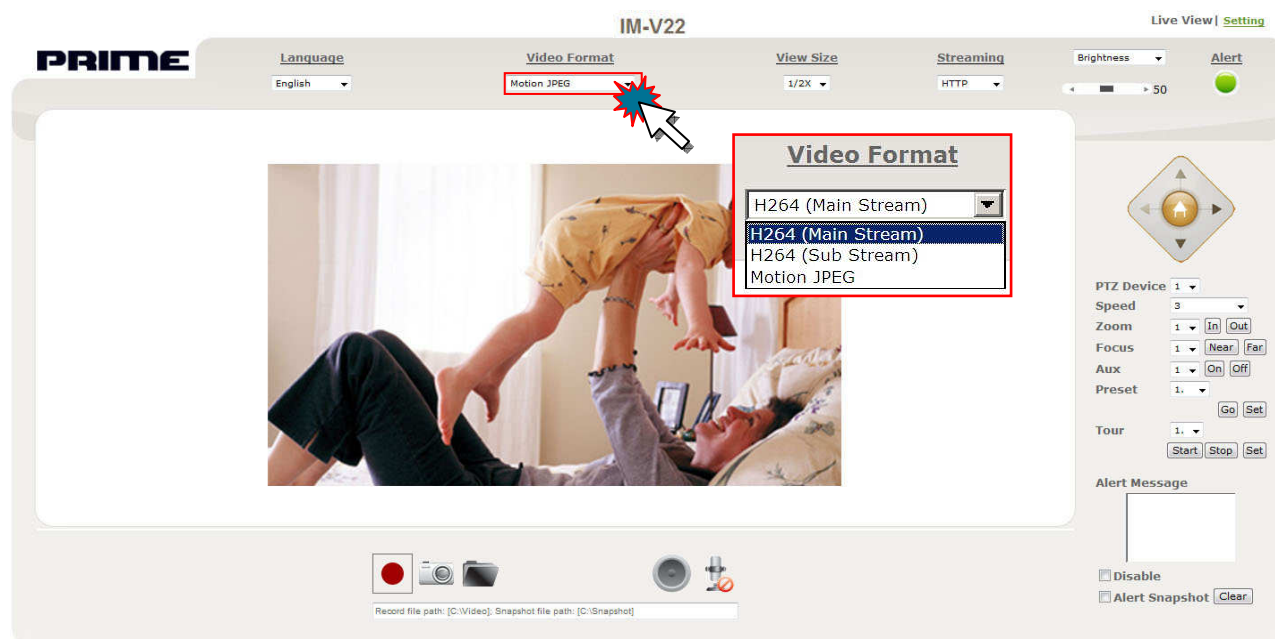 IM-V22
Live View| Setting
PRIME
Language
Video Format
View Size
Streaming
Brightness
Alert
English
Motion JPEG
1/2X
HTTP
50
Video Format
H264 (Main Stream)
H264 (Main Stream)
H264 (Sub Stream)
Motion JPEG
PTZ Device 1
Speed 3
Zoom 1 In Out
Focus 1 Near Far
Aux 1 On Off
Preset 1.
Go Set
Tour 1.
Start Stop Set
Alert Message
Disable
Alert Snapshot Clear
Record file path: [C:\Video]; Snapshot file path: [C:\Snapshot]